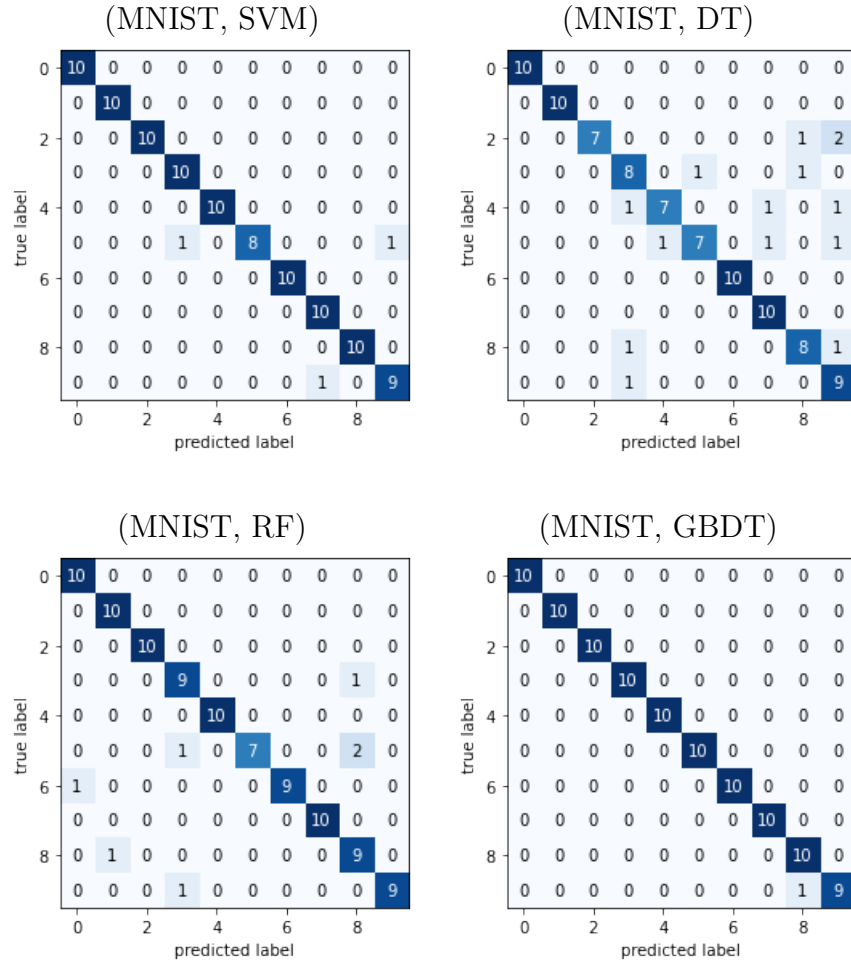 (MNIST, SVM)
(MNIST, DT)
0 10 0 0 0 0 0 0 0 0 0
0 10 0 0 0 0 0 0 0 0
2 0 0 10 0 0 0 0 0 0 0
0 0 0 10 0 0 0 0 0 0
4 0 0 0 0 10 0 0 0 0 0
0 0 0 1 0 8 0 0 0 1
6 0 0 0 0 0 0 10 0 0 0
0 0 0 0 0 0 0 10 0 0
8 0 0 0 0 0 0 0 0 10 0
0 0 0 0 0 0 0 1 0 9
0 2 4 6 8
predicted label
true label
0 10 0 0 0 0 0 0 0 0 0
0 10 0 0 0 0 0 0 0 0
2 0 0 7 0 0 0 0 0 1 2
0 0 0 8 0 1 0 0 1 0
4 0 0 0 1 7 0 0 1 0 1
0 0 0 0 1 7 0 1 0 1
6 0 0 0 0 0 0 10 0 0 0
0 0 0 0 0 0 0 10 0 0
8 0 0 0 1 0 0 0 0 8 1
0 0 0 1 0 0 0 0 0 9
0 2 4 6 8
predicted label
true label
(MNIST, RF)
(MNIST, GBDT)
0 10 0 0 0 0 0 0 0 0 0
0 10 0 0 0 0 0 0 0 0
2 0 0 10 0 0 0 0 0 0 0
0 0 0 9 0 0 0 0 1 0
4 0 0 0 0 10 0 0 0 0 0
0 0 0 1 0 7 0 0 2 0
6 1 0 0 0 0 0 9 0 0 0
0 0 0 0 0 0 0 10 0 0
8 0 1 0 0 0 0 0 0 9 0
0 0 0 1 0 0 0 0 0 9
0 2 4 6 8
predicted label
true label
0 10 0 0 0 0 0 0 0 0 0
0 10 0 0 0 0 0 0 0 0
2 0 0 10 0 0 0 0 0 0 0
0 0 0 10 0 0 0 0 0 0
4 0 0 0 0 10 0 0 0 0 0
0 0 0 0 0 10 0 0 0 0
6 0 0 0 0 0 0 10 0 0 0
0 0 0 0 0 0 0 10 0 0
8 0 0 0 0 0 0 0 0 10 0
0 0 0 0 0 0 0 0 1 9
0 2 4 6 8
predicted label
true label